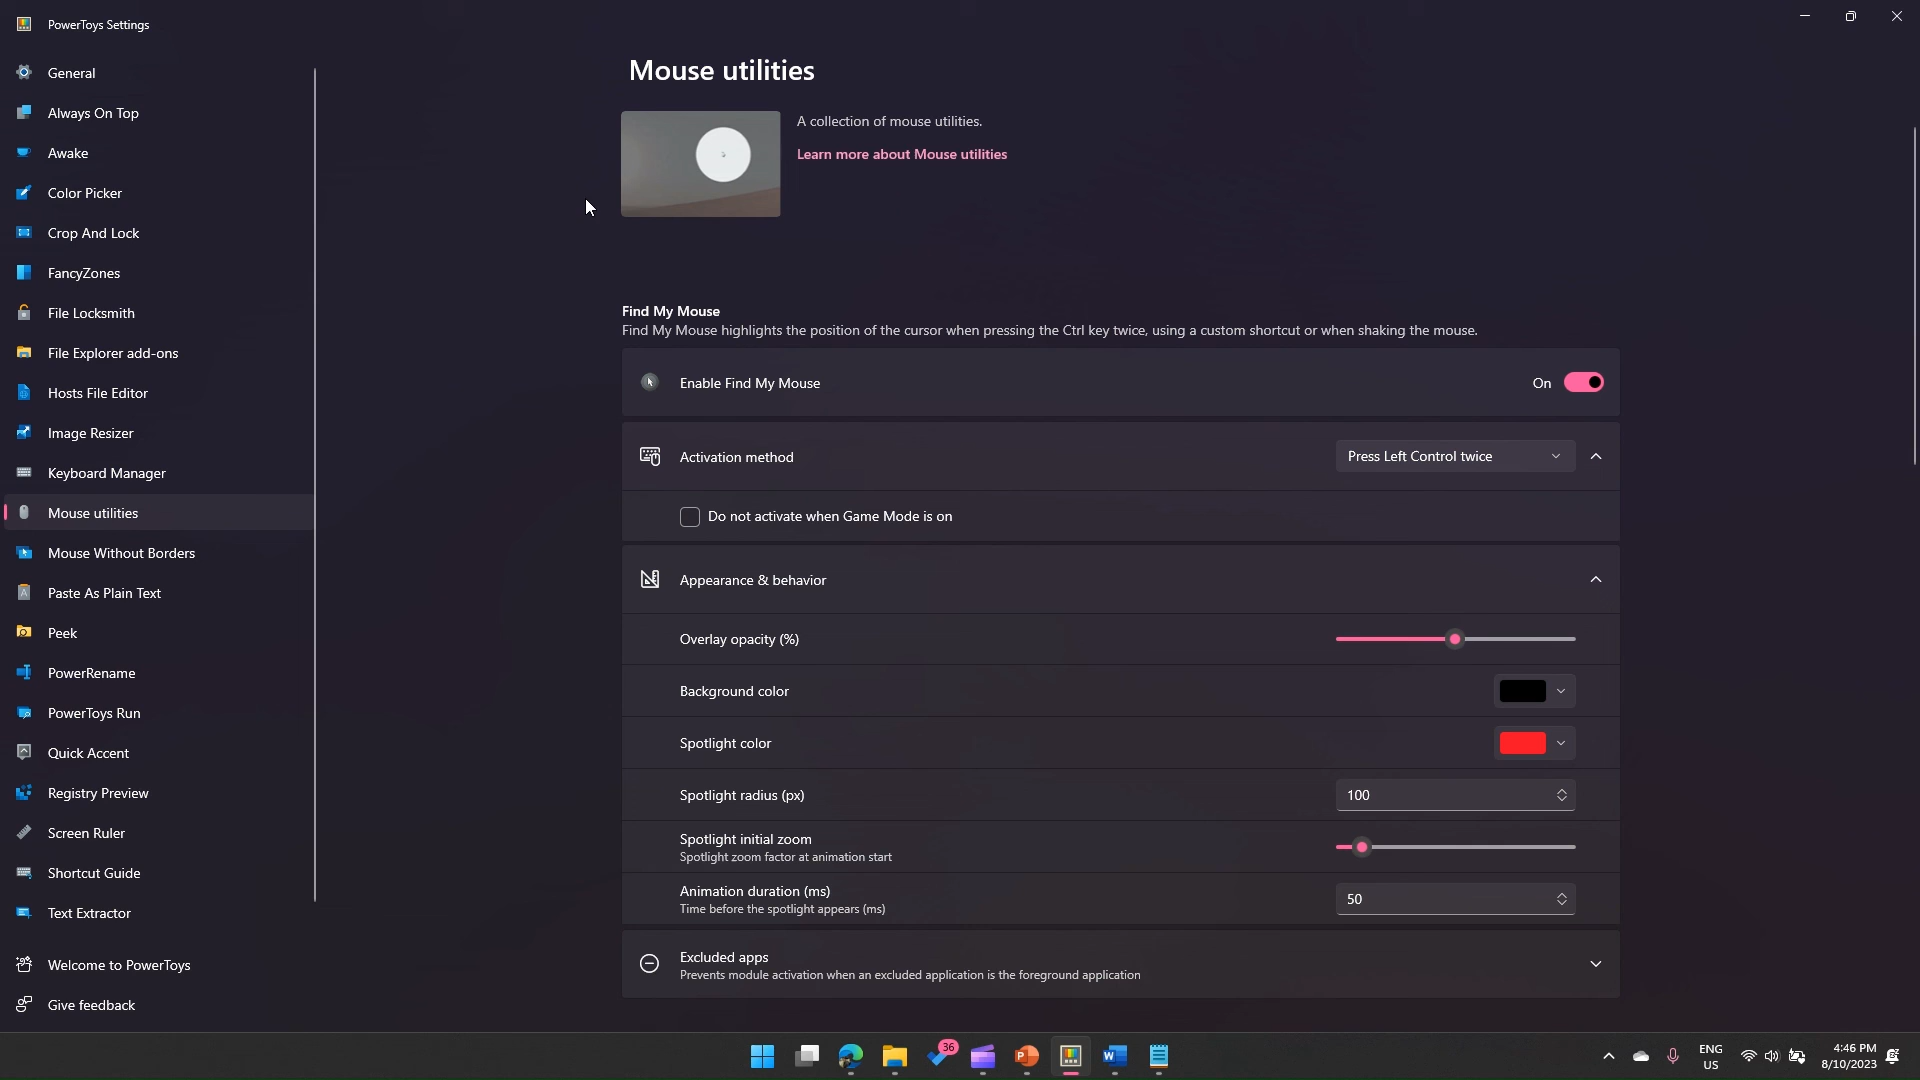 PowerToys Settings
General
Always On Top
Awake
Color Picker
Crop And Lock
FancyZones
File Locksmith
File Explorer add-ons
Hosts File Editor
Image Resizer
Keyboard Manager
Mouse utilities
Mouse Without Borders
Paste As Plain Text
Peek
PowerRename
PowerToys Run
Quick Accent
Registry Preview
Screen Ruler
Shortcut Guide
Text Extractor
Welcome to PowerToys
Give feedback
Mouse utilities
A collection of mouse utilities.
Learn more about Mouse utilities
Find My Mouse
Find My Mouse highlights the position of the cursor when pressing the Ctrl key twice, using a custom shortcut or when shaking the mouse.
Enable Find My Mouse
On
Activation method
Press Left Control twice
Do not activate when Game Mode is on
Appearance & behavior
Overlay opacity (%)
Background color
Spotlight color
Spotlight radius (px)
100
Spotlight initial zoom
Spotlight zoom factor at animation start
Animation duration (ms)
Time before the spotlight appears (ms)
50
Excluded apps
Prevents module activation when an excluded application is the foreground application
36
P
W
ENG
US
4:46 PM
8/10/2023